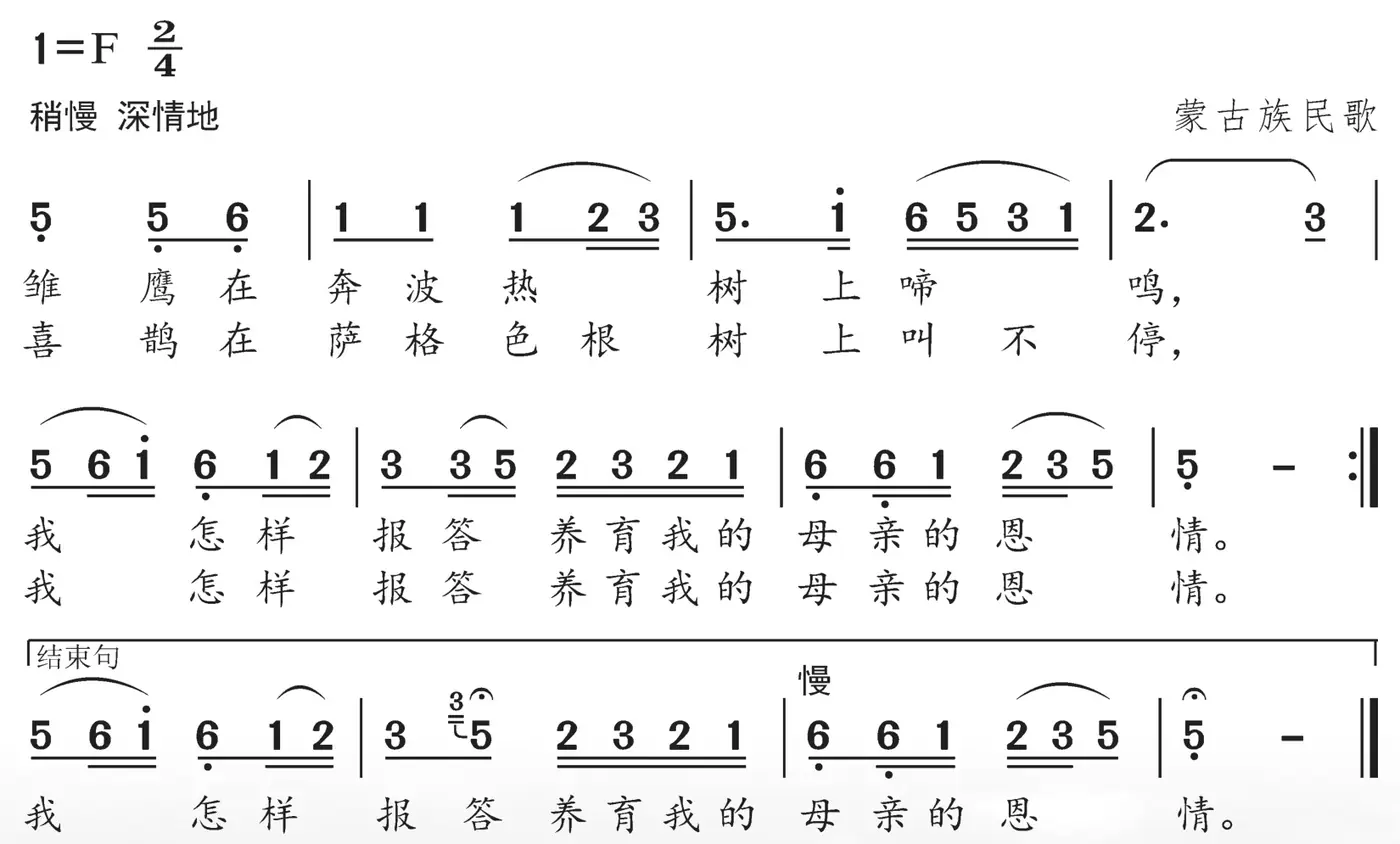 1=F 2/4
稍慢 深情地
蒙古族民歌
5̣ 5̣ 6̣ | 1 1 1 2 3 | 5. i 6 5 3 1 | 2. 3 |
雏 鹰 在 奔 波 热 树 上 啼 鸣，
喜 鹊 在 萨 格 色 根 树 上 叫 不 停，
5 6 i 6̣ 1 2 | 3 3 5 2 3 2 1 | 6̣ 6̣ 1 2 3 5 | 5̣ – :‖
我 怎 样 报 答 养 育 我 的 母 亲 的 恩 情。
我 怎 样 报 答 养 育 我 的 母 亲 的 恩 情。
结束句
慢
5 6 i 6̣ 1 2 | 3 3 5 2 3 2 1 | 6̣ 6̣ 1 2 3 5 | 5̣ – ‖
我 怎 样 报 答 养 育 我 的 母 亲 的 恩 情。